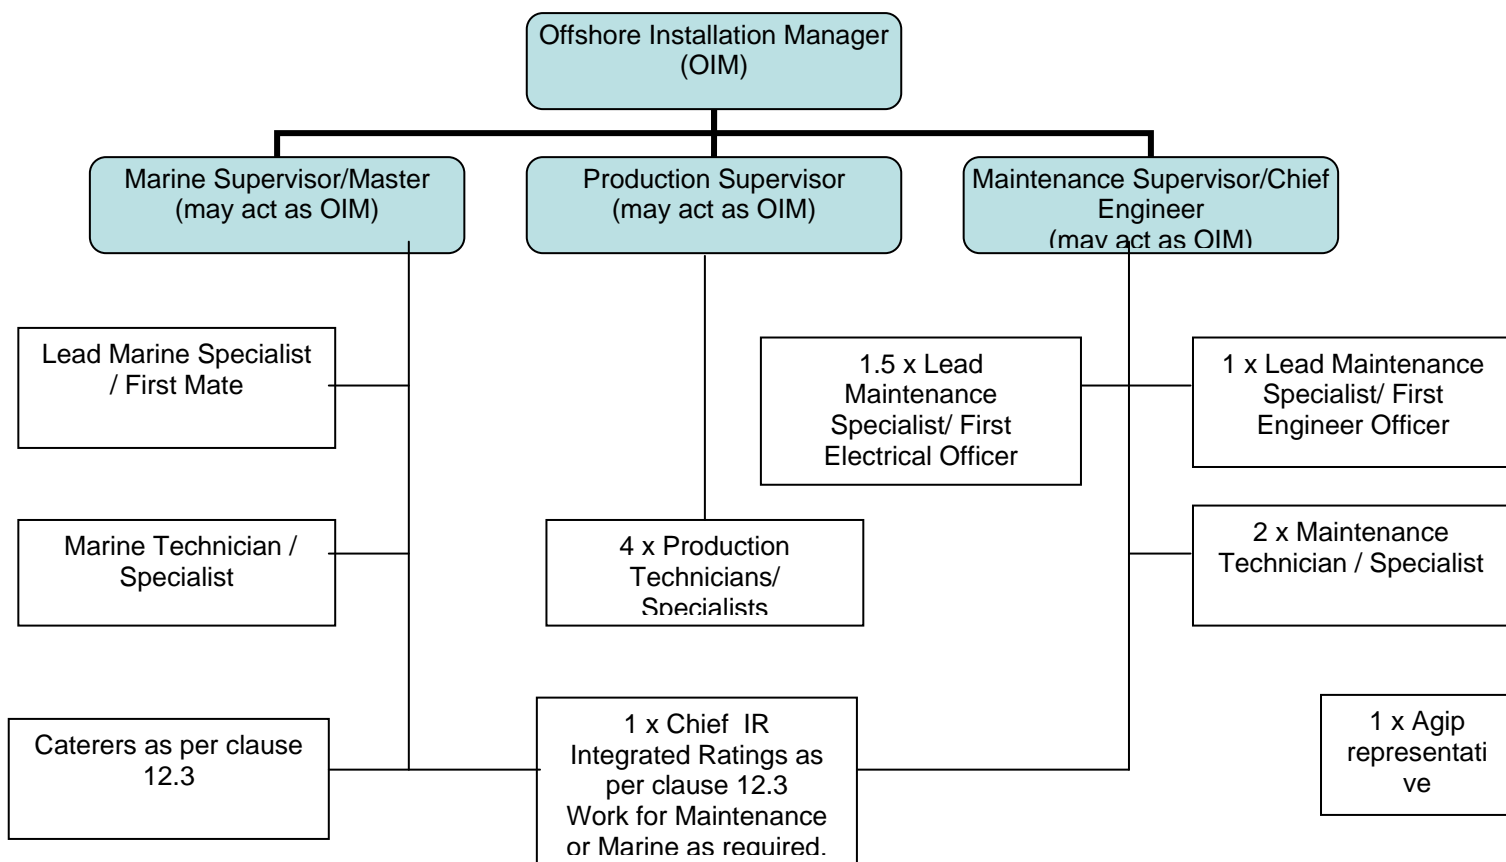 Offshore Installation Manager
(OIM)
Marine Supervisor/Master
(may act as OIM)
Production Supervisor
(may act as OIM)
Maintenance Supervisor/Chief
Engineer
(may act as OIM)
Lead Marine Specialist
/ First Mate
1.5 x Lead
Maintenance
Specialist/ First
Electrical Officer
1 x Lead Maintenance
Specialist/ First
Engineer Officer
Marine Technician /
Specialist
4 x Production
Technicians/
Specialists
2 x Maintenance
Technician / Specialist
Caterers as per clause
12.3
1 x Chief  IR
Integrated Ratings as
per clause 12.3
Work for Maintenance
or Marine as required.
1 x Agip
representati
ve